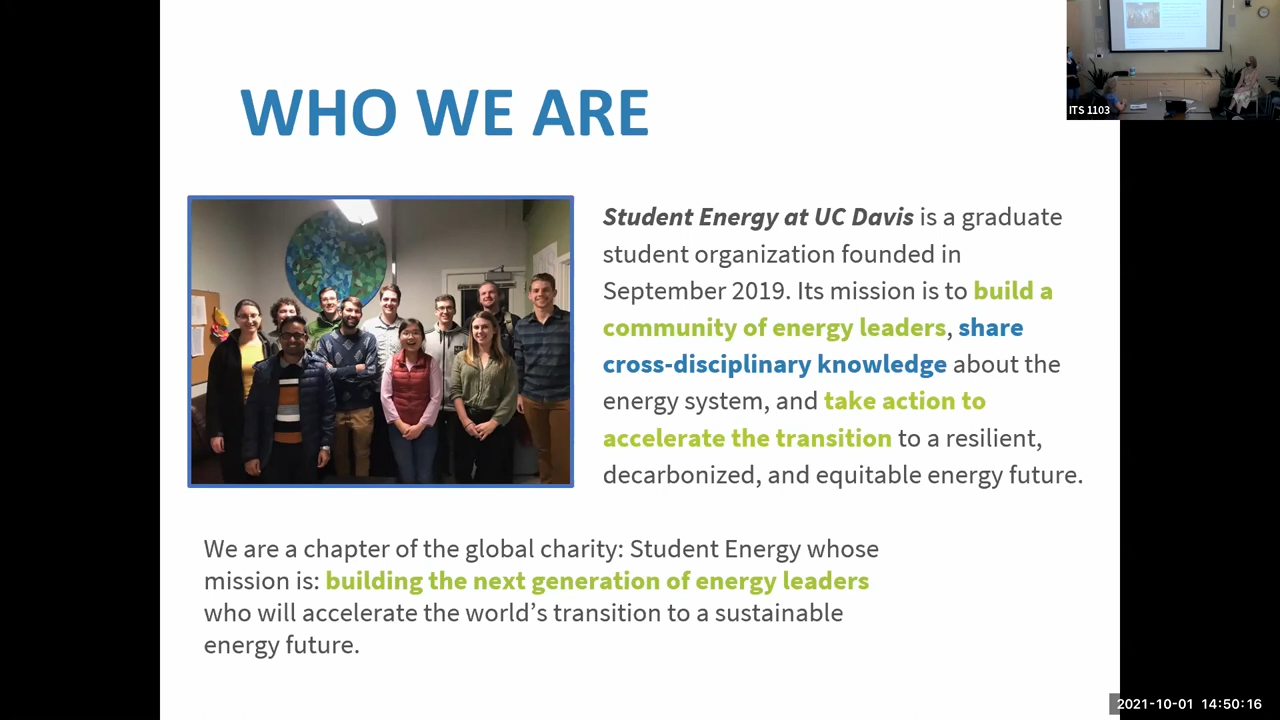 WHO WE ARE
Student Energy at UC Davis is a graduate
student organization founded in
September 2019. Its mission is to build a
community of energy leaders, share
cross-disciplinary knowledge about the
energy system, and take action to
accelerate the transition to a resilient,
decarbonized, and equitable energy future.
We are a chapter of the global charity: Student Energy whose
mission is: building the next generation of energy leaders
who will accelerate the world’s transition to a sustainable
energy future.
ITS 1103
2021-10-01 14:50:16